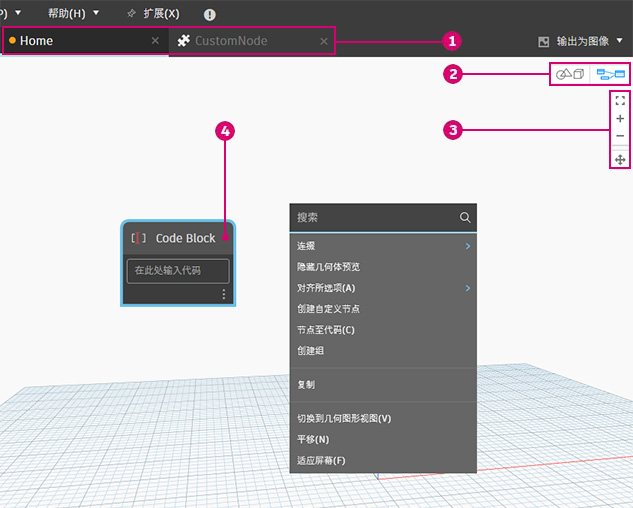 P) 帮助(H) 扩展(X)
Home CustomNode 输出为图像
1
2
3
4
Code Block
在此处输入代码
搜索
连缀
隐藏几何体预览
对齐所选项(A)
创建自定义节点
节点至代码(C)
创建组
复制
切换到几何图形视图(V)
平移(N)
适应屏幕(F)